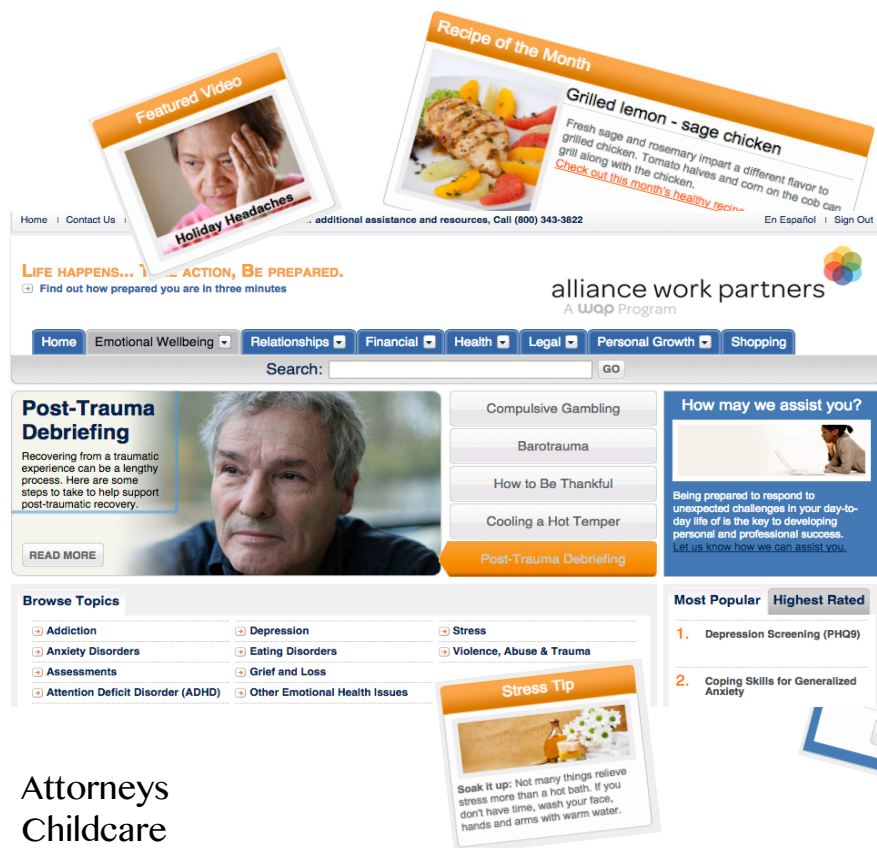 Recipe of the Month
Grilled lemon - sage chicken
Fresh sage and rosemary impart a different flavor to
grilled chicken. Tomato halves and corn on the cob can
grill along with the chicken.
Check out this month's healthy recipe
Featured Video
Holiday Headaches
Home | Contact Us |
additional assistance and resources, Call (800) 343-3822
En Español | Sign Out
LIFE HAPPENS... ACTION, BE PREPARED.
Find out how prepared you are in three minutes
alliance work partners
A wap Program
Home Emotional Wellbeing Relationships Financial Health Legal Personal Growth Shopping
Search: GO
Post-Trauma
Debriefing
Recovering from a traumatic
experience can be a lengthy
process. Here are some
steps to take to help support
post-traumatic recovery.
READ MORE
Compulsive Gambling
Barotrauma
How to Be Thankful
Cooling a Hot Temper
Post-Trauma Debriefing
How may we assist you?
Being prepared to respond to
unexpected challenges in your day-to-
day life of is the key to developing
personal and professional success.
Let us know how we can assist you.
Browse Topics
Addiction
Anxiety Disorders
Assessments
Attention Deficit Disorder (ADHD)
Depression
Eating Disorders
Grief and Loss
Other Emotional Health Issues
Stress
Violence, Abuse & Trauma
Most Popular Highest Rated
1. Depression Screening (PHQ9)
2. Coping Skills for Generalized
Anxiety
Stress Tip
Soak it up: Not many things relieve
stress more than a hot bath. If you
don't have time, wash your face,
hands and arms with warm water.
Attorneys
Childcare